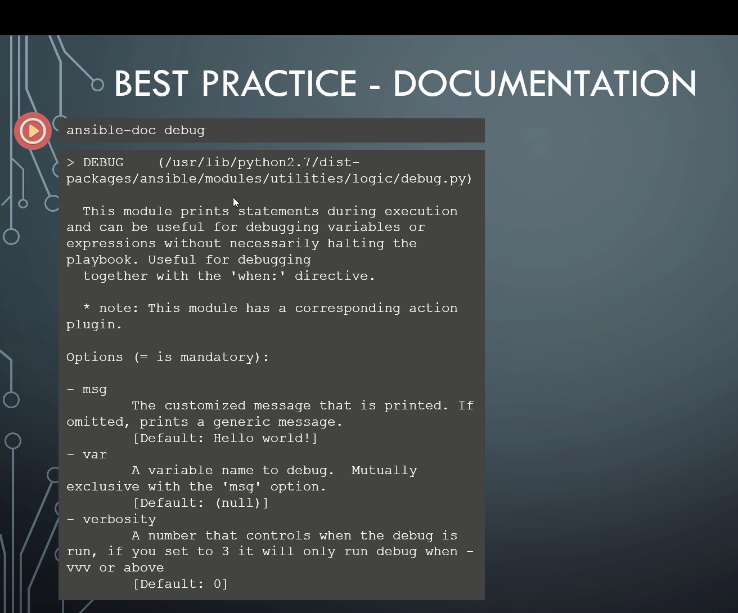 BEST PRACTICE - DOCUMENTATION
ansible-doc debug
> DEBUG    (/usr/lib/python2.7/dist-
packages/ansible/modules/utilities/logic/debug.py)
This module prints statements during execution
and can be useful for debugging variables or
expressions without necessarily halting the
playbook. Useful for debugging
together with the 'when:' directive.
* note: This module has a corresponding action
plugin.
Options (= is mandatory):
- msg
The customized message that is printed. If
omitted, prints a generic message.
[Default: Hello world!]
- var
A variable name to debug.  Mutually
exclusive with the 'msg' option.
[Default: (null)]
- verbosity
A number that controls when the debug is
run, if you set to 3 it will only run debug when -
vvv or above
[Default: 0]